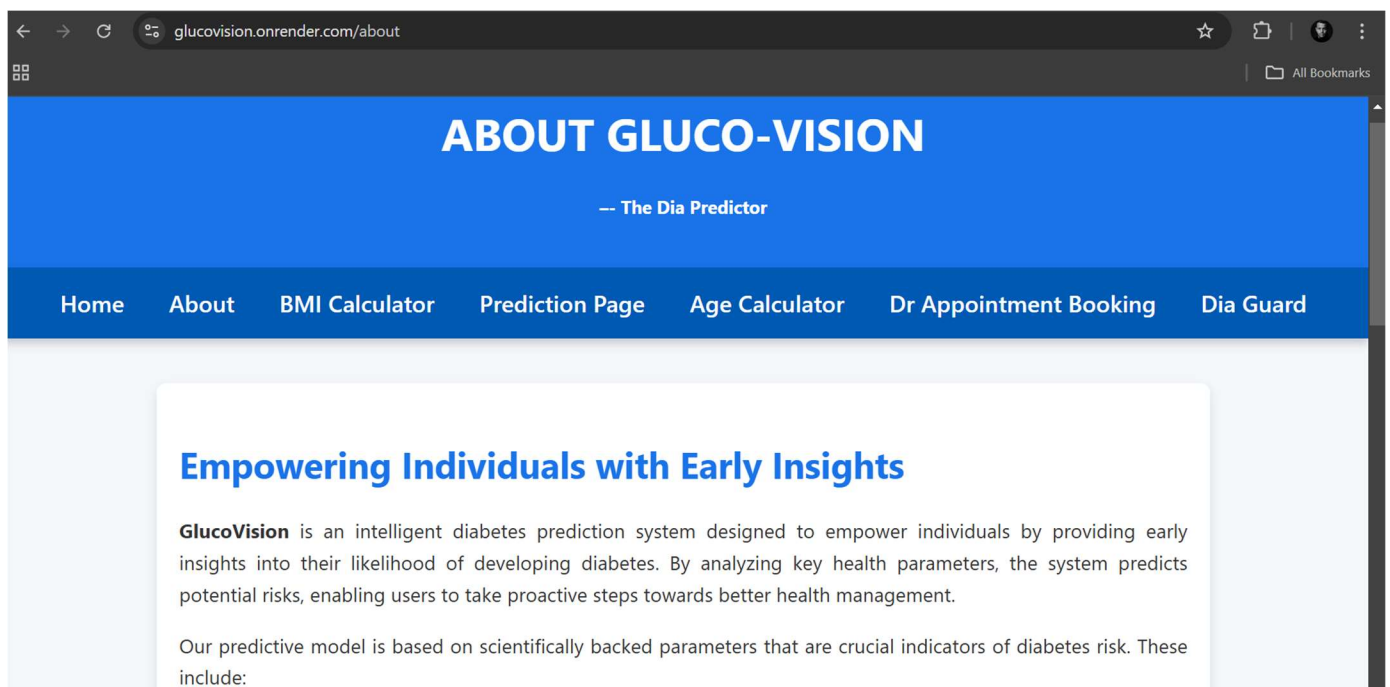 glucovision.onrender.com/about
All Bookmarks
ABOUT GLUCO-VISION
–- The Dia Predictor
Home About BMI Calculator Prediction Page Age Calculator Dr Appointment Booking Dia Guard
Empowering Individuals with Early Insights
GlucoVision is an intelligent diabetes prediction system designed to empower individuals by providing early
insights into their likelihood of developing diabetes. By analyzing key health parameters, the system predicts
potential risks, enabling users to take proactive steps towards better health management.
Our predictive model is based on scientifically backed parameters that are crucial indicators of diabetes risk. These
include: